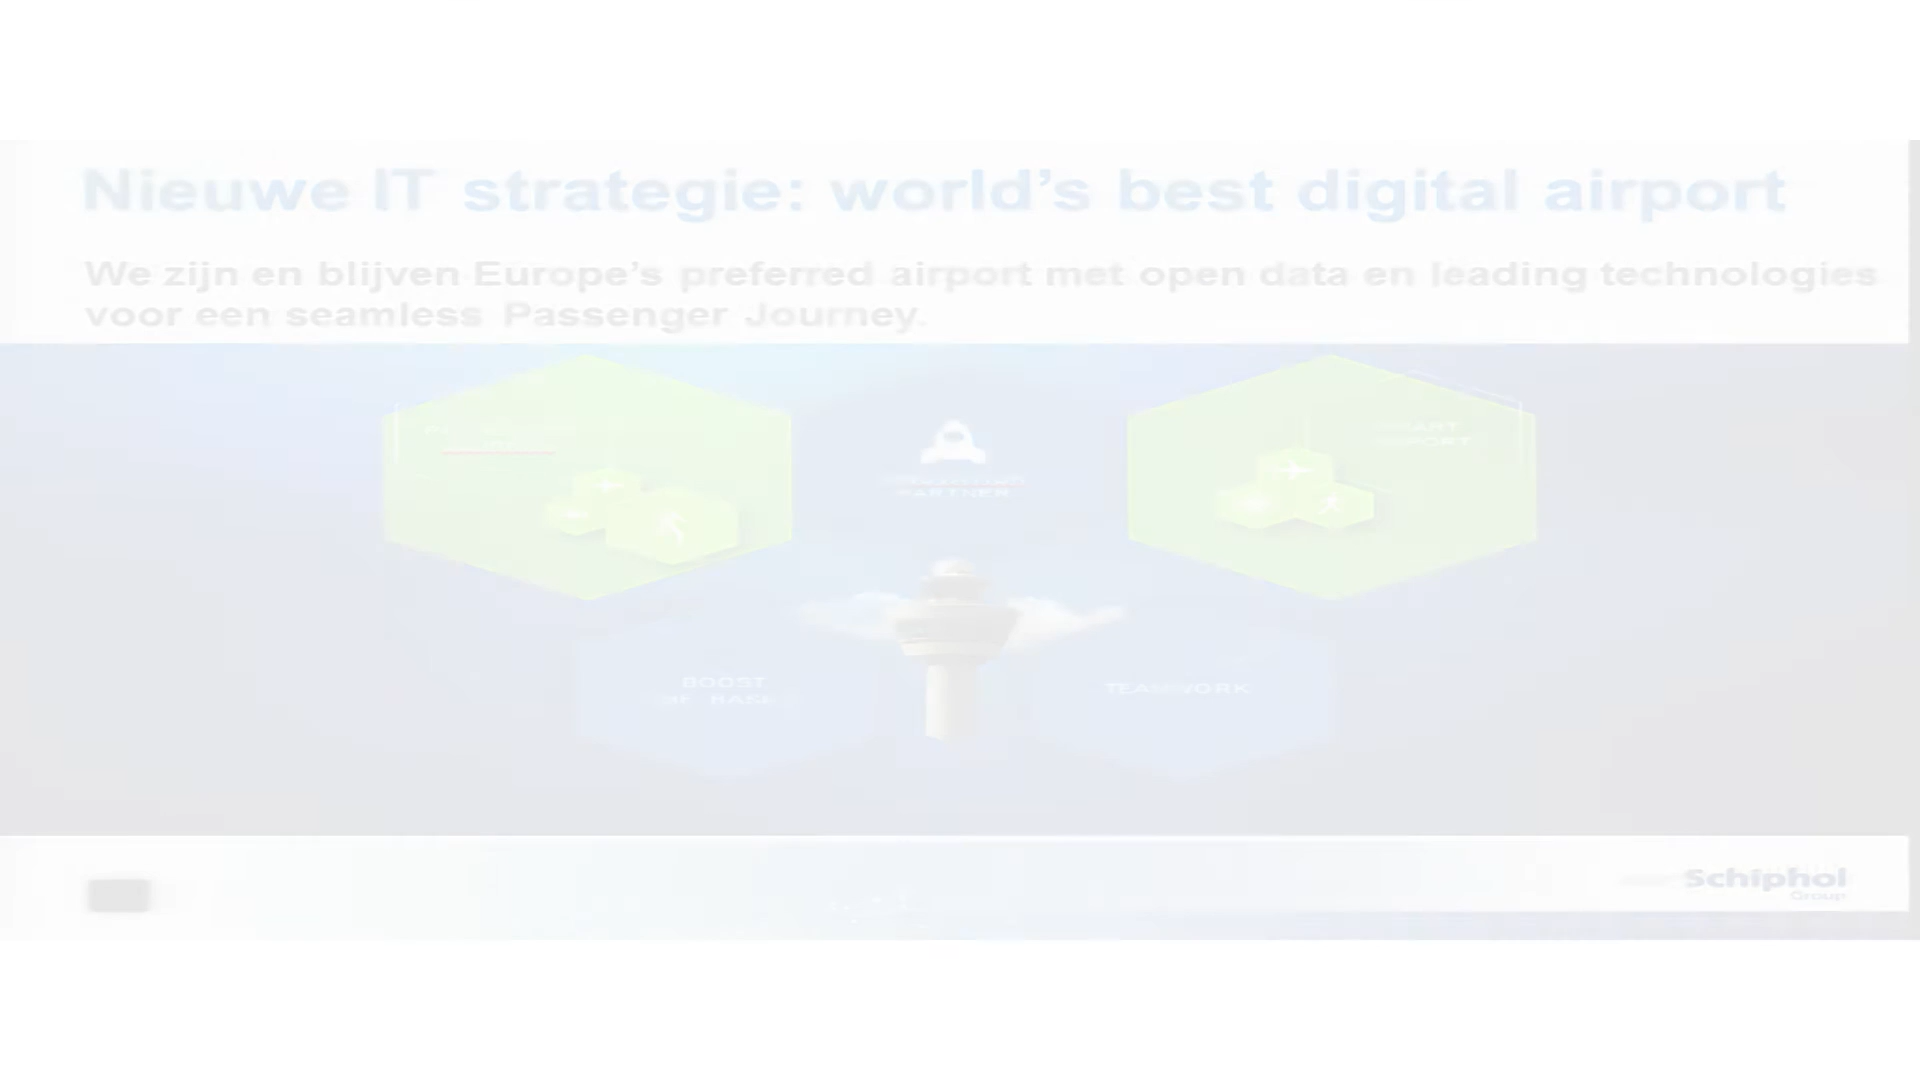 Nieuwe IT strategie: world's best digital airport
We zijn en blijven Europe's preferred airport met open data en leading technologies
voor een seamless Passenger Journey.
PARTNER
BOOST
BASE
TEAMWORK
Schiphol
Group